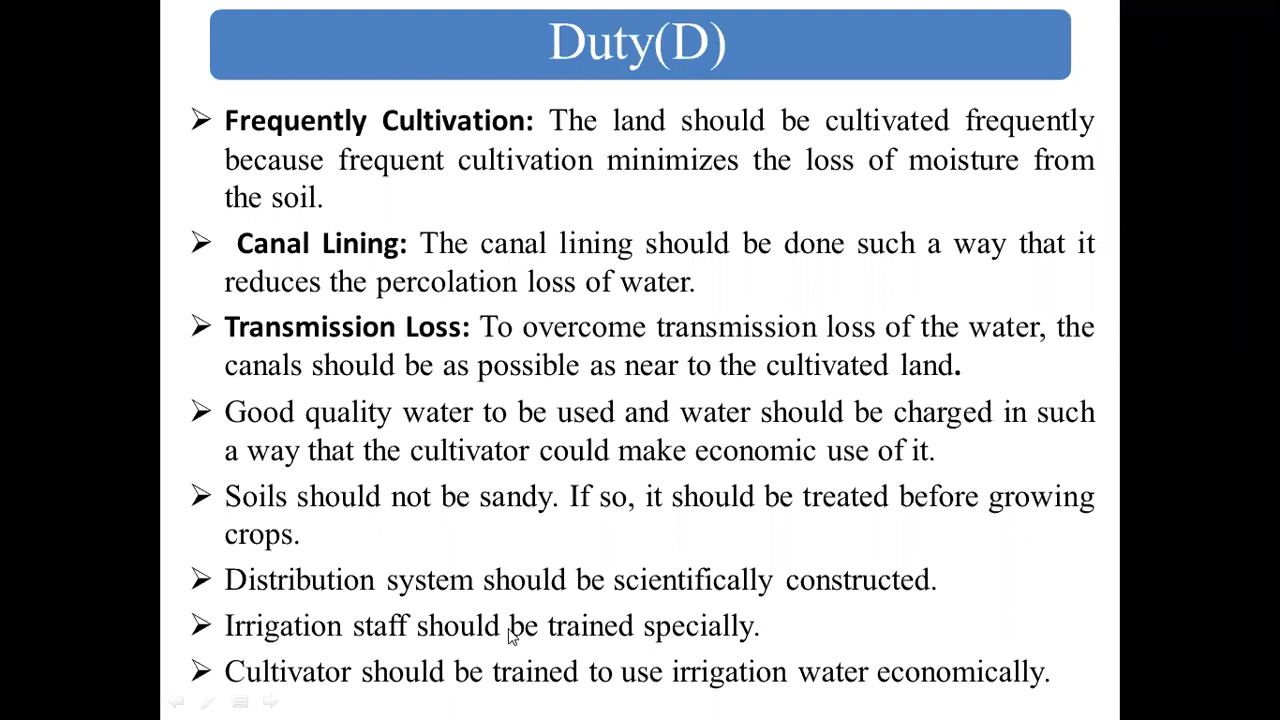 Duty(D)
➢ Frequently Cultivation: The land should be cultivated frequently
because frequent cultivation minimizes the loss of moisture from
the soil.
➢ Canal Lining: The canal lining should be done such a way that it
reduces the percolation loss of water.
➢ Transmission Loss: To overcome transmission loss of the water, the
canals should be as possible as near to the cultivated land.
➢ Good quality water to be used and water should be charged in such
a way that the cultivator could make economic use of it.
➢ Soils should not be sandy. If so, it should be treated before growing
crops.
➢ Distribution system should be scientifically constructed.
➢ Irrigation staff should be trained specially.
➢ Cultivator should be trained to use irrigation water economically.